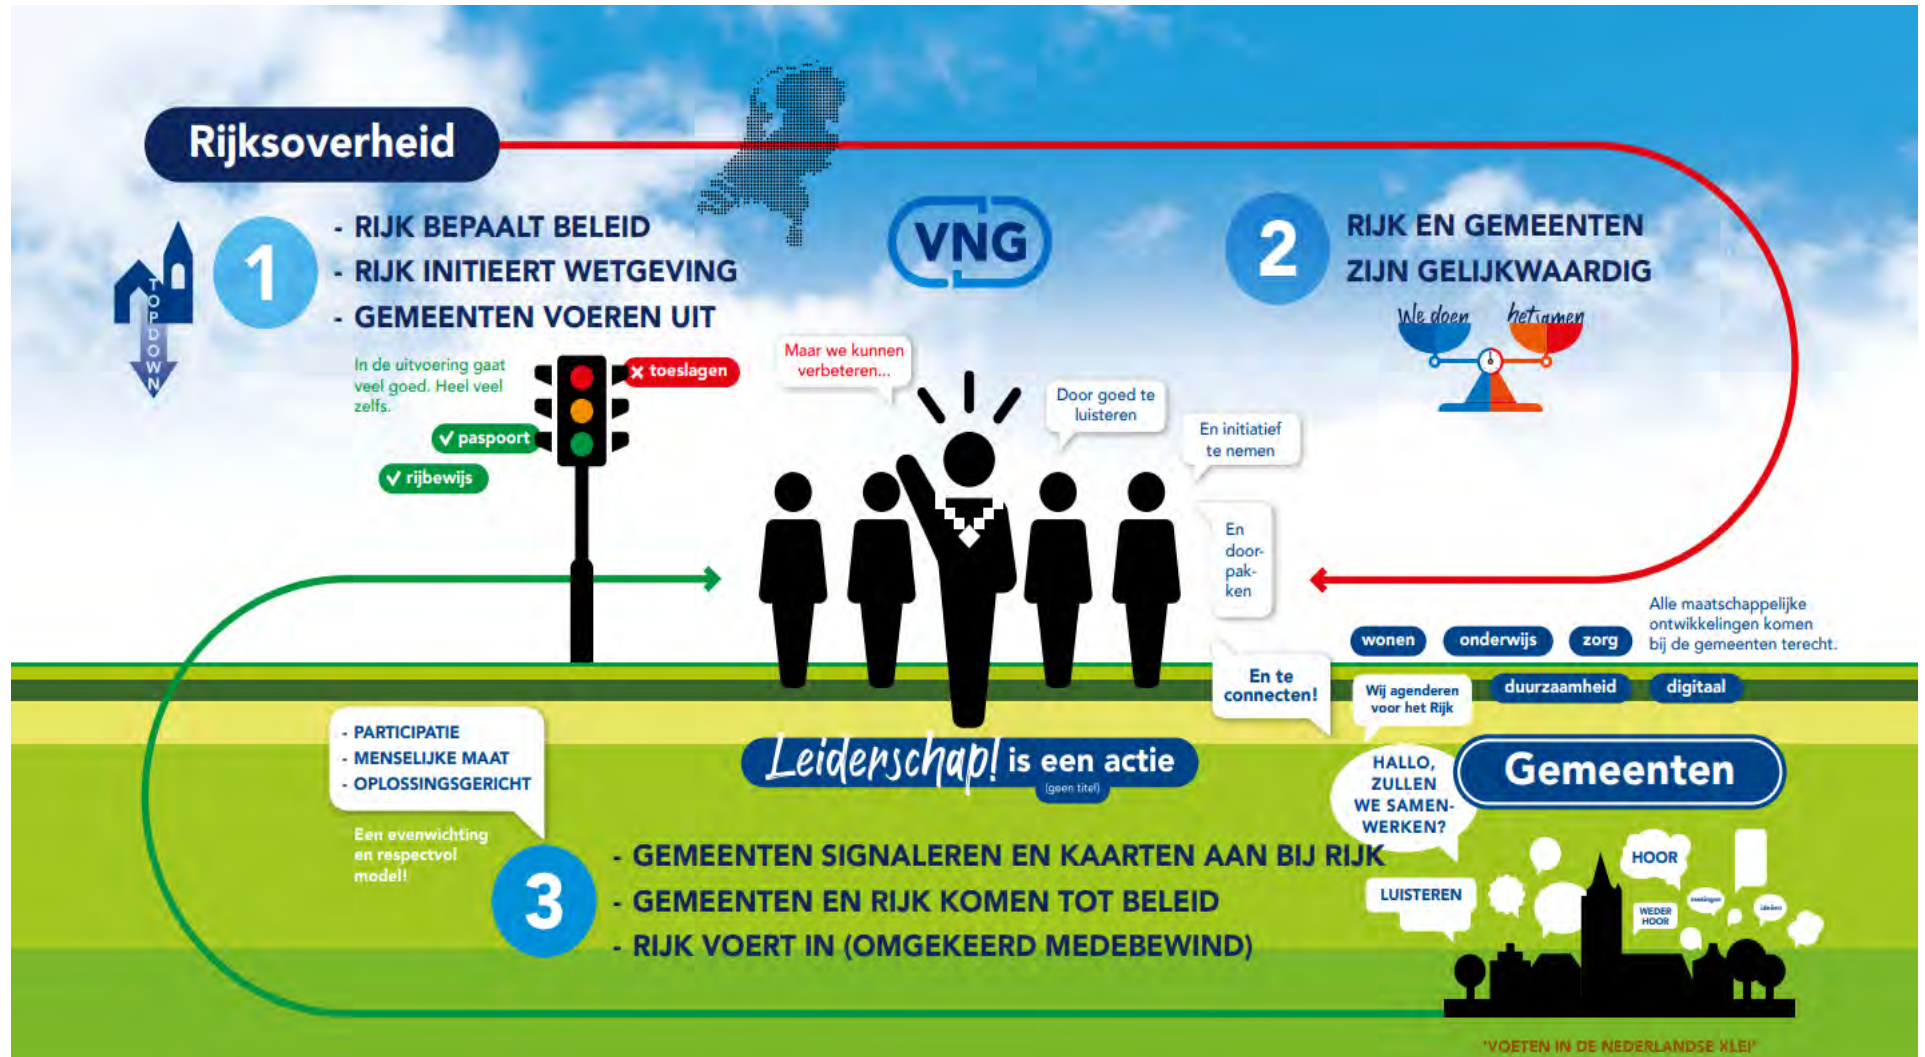 Rijksoverheid
TOPDOWN
1
- RIJK BEPAALT BELEID
- RIJK INITIEERT WETGEVING
- GEMEENTEN VOEREN UIT
In de uitvoering gaat
veel goed. Heel veel
zelfs.
✓ paspoort
✓ rijbewijs
✕ toeslagen
VNG
2
RIJK EN GEMEENTEN
ZIJN GELIJKWAARDIG
We doen het samen
Maar we kunnen
verbeteren...
Door goed te
luisteren
En initiatief
te nemen
En
door-
pak-
ken
En te
connecten!
Alle maatschappelijke
ontwikkelingen komen
bij de gemeenten terecht.
wonen
onderwijs
zorg
duurzaamheid
digitaal
Wij agenderen
voor het Rijk
Leiderschap! is een actie
(geen titel)
HALLO,
ZULLEN
WE SAMEN-
WERKEN?
Gemeenten
- PARTICIPATIE
- MENSELIJKE MAAT
- OPLOSSINGSGERICHT
Een evenwichting
en respectvol
model!
3
- GEMEENTEN SIGNALEREN EN KAARTEN AAN BIJ RIJK
- GEMEENTEN EN RIJK KOMEN TOT BELEID
- RIJK VOERT IN (OMGEKEERD MEDEBEWIND)
LUISTEREN
HOOR
WEDER
HOOR
meningen
ideëen
'VOETEN IN DE NEDERLANDSE KLEI'